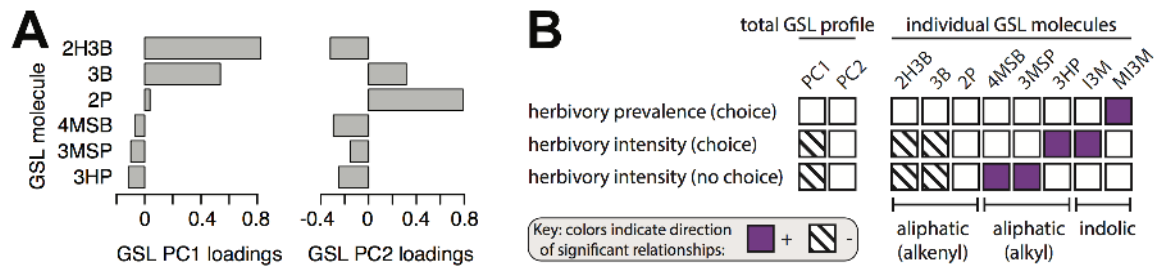 A
GSL molecule
2H3B
3B
2P
4MSB
3MSP
3HP
0 0.4 0.8
GSL PC1 loadings
-0.4 0 0.4 0.8
GSL PC2 loadings
B
total GSL profile individual GSL molecules
PC1 PC2 2H3B 3B 2P 4MSB 3MSP 3HP I3M MI3M
herbivory prevalence (choice)
herbivory intensity (choice)
herbivory intensity (no choice)
aliphatic
(alkenyl)
aliphatic
(alkyl)
indolic
Key: colors indicate direction
of significant relationships: + -